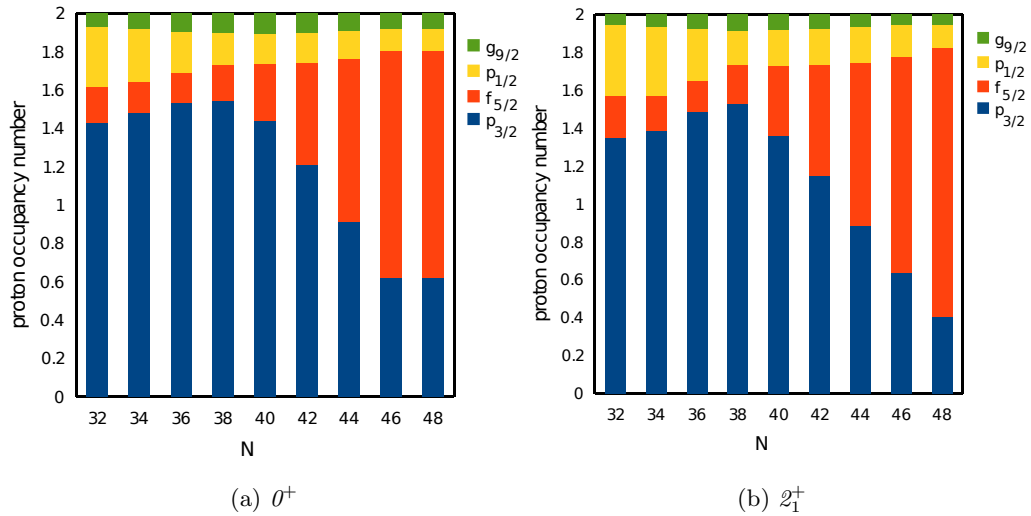 2
1.8
1.6
1.4
1.2
1
0.8
0.6
0.4
0.2
0
proton occupancy number
32 34 36 38 40 42 44 46 48
N
g9/2
p1/2
f5/2
p3/2
(a) 0+
2
1.8
1.6
1.4
1.2
1
0.8
0.6
0.4
0.2
0
proton occupancy number
32 34 36 38 40 42 44 46 48
N
g9/2
p1/2
f5/2
p3/2
(b) 2+1